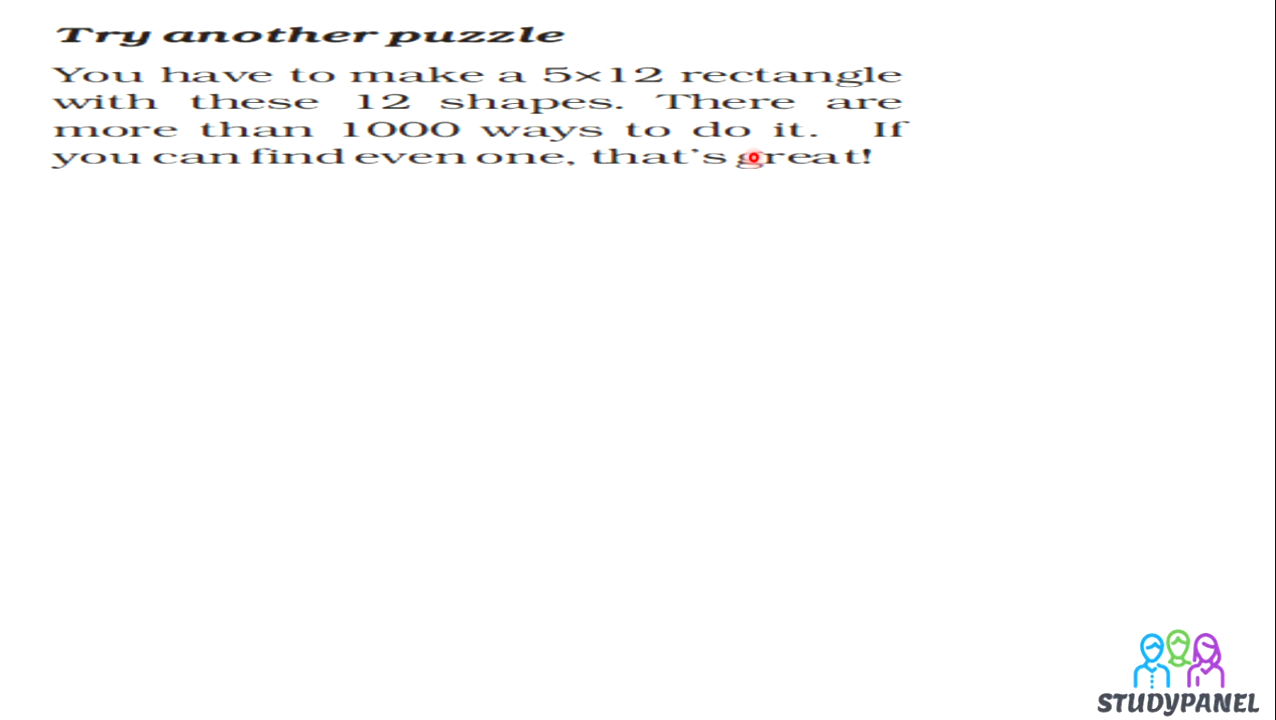 Try another puzzle
You have to make a 5×12 rectangle
with these 12 shapes. There are
more than 1000 ways to do it. If
you can find even one, that's great!
STUDYPANEL